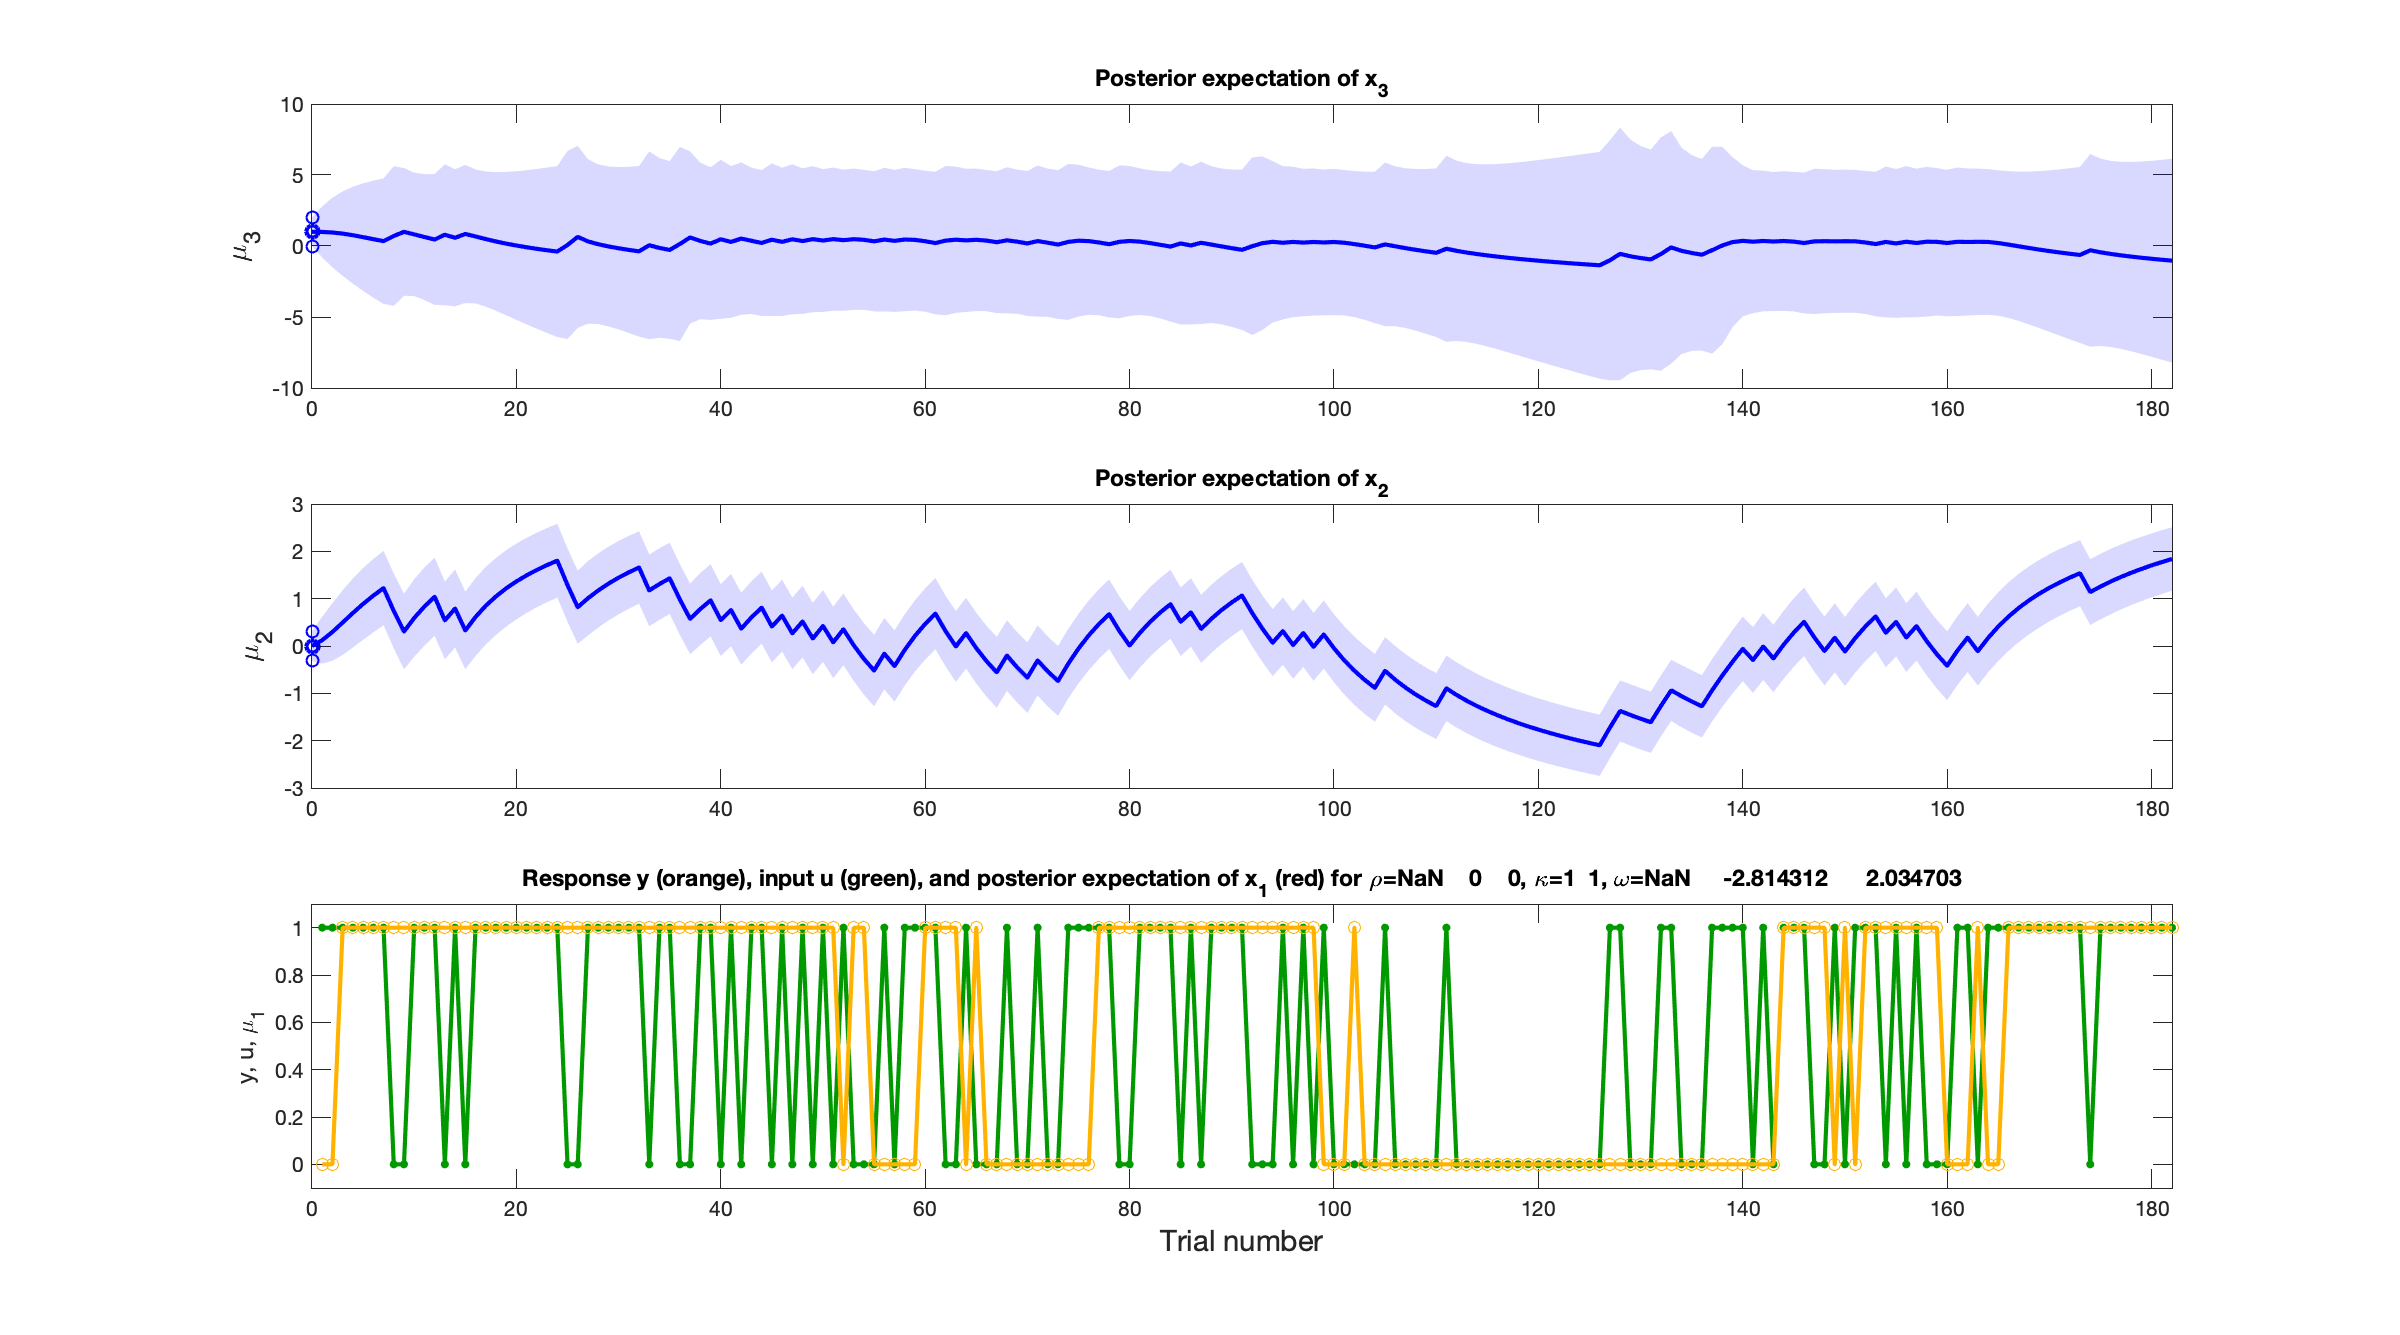 Posterior expectation of x3
10
5
0
-5
-10
μ3
0 20 40 60 80 100 120 140 160 180
Posterior expectation of x2
3
2
1
0
-1
-2
-3
μ2
0 20 40 60 80 100 120 140 160 180
Response y (orange), input u (green), and posterior expectation of x1 (red) for ρ=NaN 0 0, κ=1 1, ω=NaN -2.814312 2.034703
1
0.8
0.6
0.4
0.2
0
y, u, μ1
0 20 40 60 80 100 120 140 160 180
Trial number